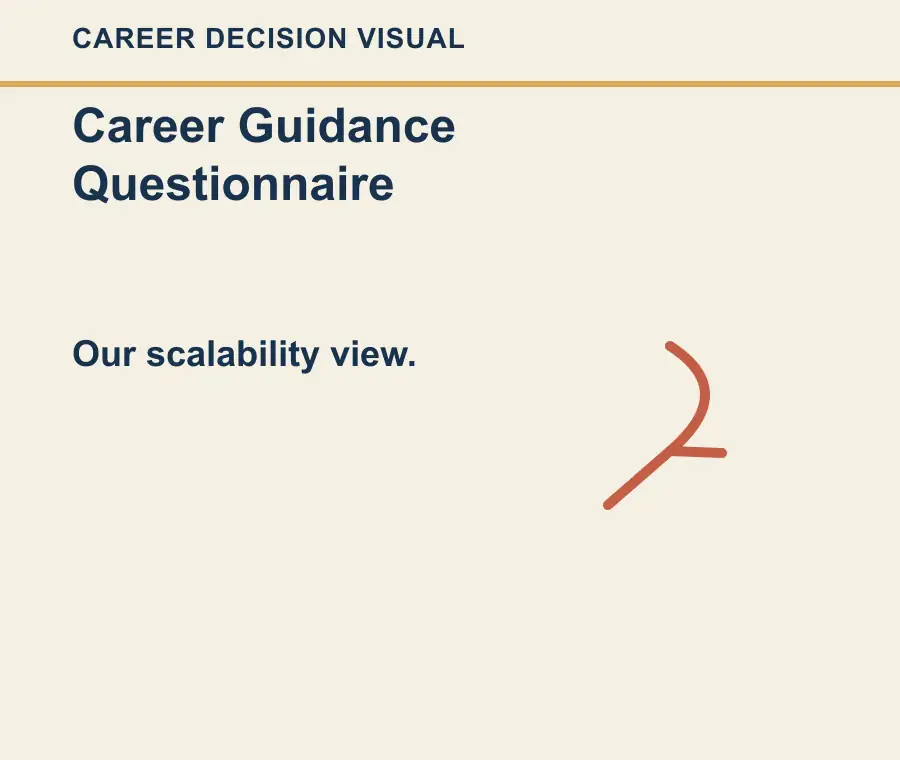 CAREER DECISION VISUAL
Career Guidance
Questionnaire
Our scalability view.